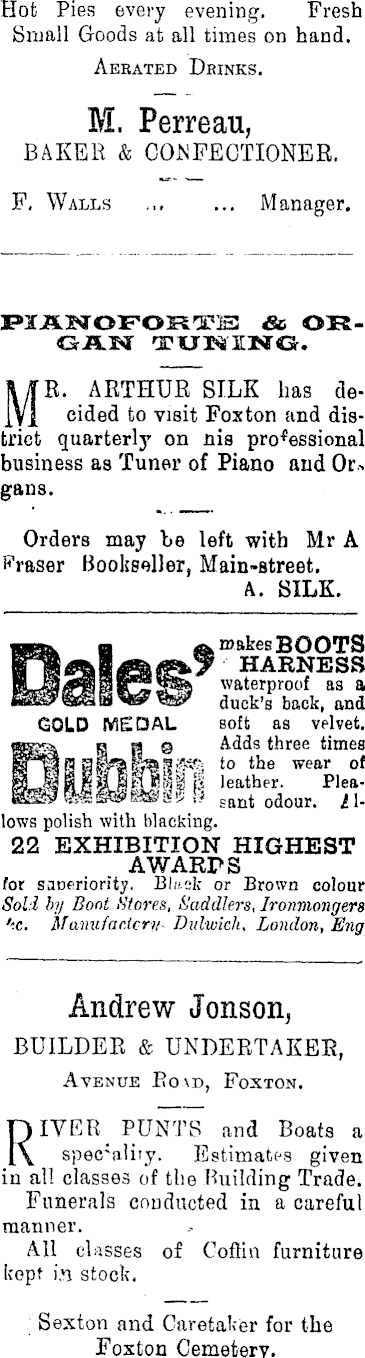 Hot Pies every evening. Fresh
Small Goods at all times on hand.
AERATED DRINKS.
M. Perreau,
BAKER & CONFECTIONER.
F. WALLS ... ... Manager.
PIANOFORTE & OR-
GAN TUNING.
MR. ARTHUR SILK has de-
cided to visit Foxton and dis-
trict quarterly on his professional
business as Tuner of Piano and Or-
gans.
Orders may be left with Mr A
Fraser Bookseller, Main-street.
A. SILK.
Dales'
GOLD MEDAL
Dubbin
makes BOOTS
HARNESS
waterproof as a
duck's back, and
soft as velvet.
Adds three times
to the wear of
leather. Plea-
sant odour. Al-
lows polish with blacking.
22 EXHIBITION HIGHEST
AWARDS
for superiority. Black or Brown colour
Sold by Boot Stores, Saddlers, Ironmongers
&c. Manufactory Dulwich, London, Eng
Andrew Jonson,
BUILDER & UNDERTAKER,
AVENUE ROAD, FOXTON.
RIVER PUNTS and Boats a
speciality. Estimates given
in all classes of the Building Trade.
Funerals conducted in a careful
manner.
All classes of Coffin furniture
kept in stock.
Sexton and Caretaker for the
Foxton Cemetery.